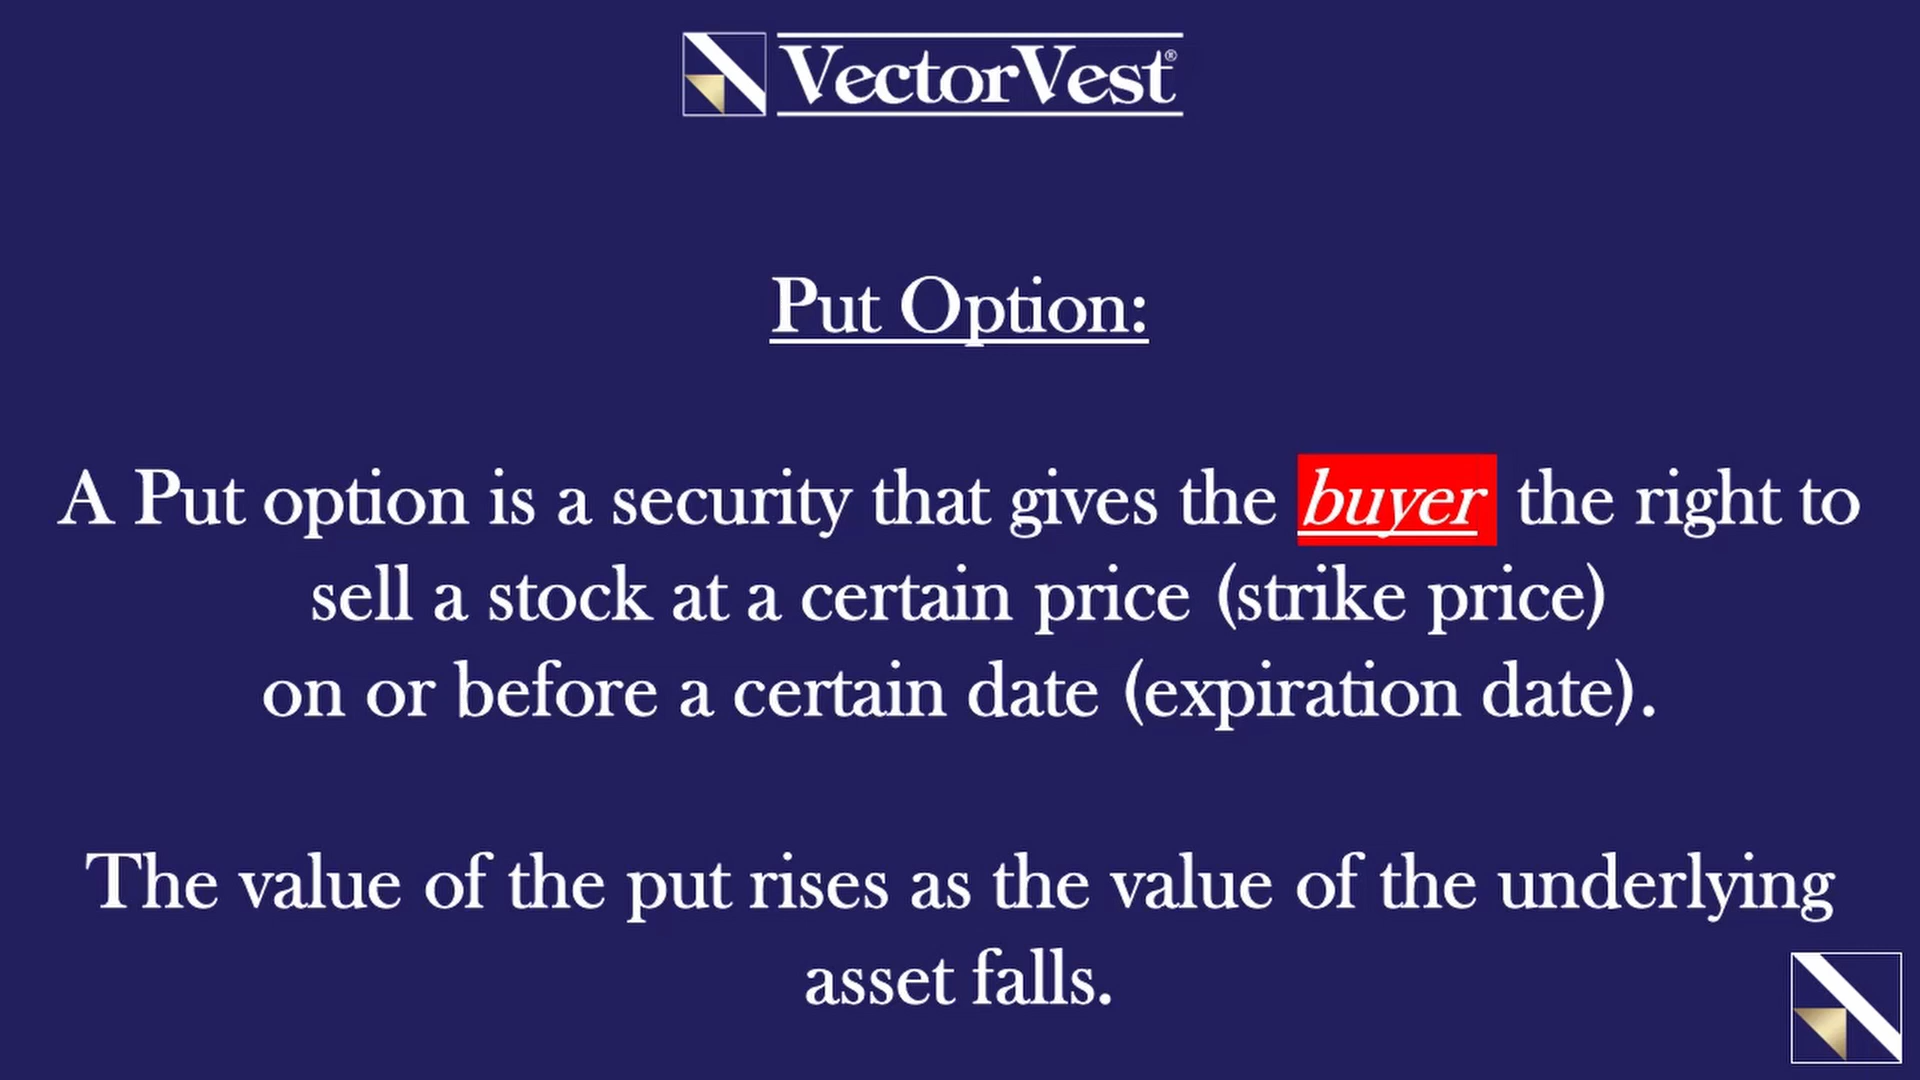 VectorVest®
Put Option:
A Put option is a security that gives the buyer the right to
sell a stock at a certain price (strike price)
on or before a certain date (expiration date).
The value of the put rises as the value of the underlying
asset falls.